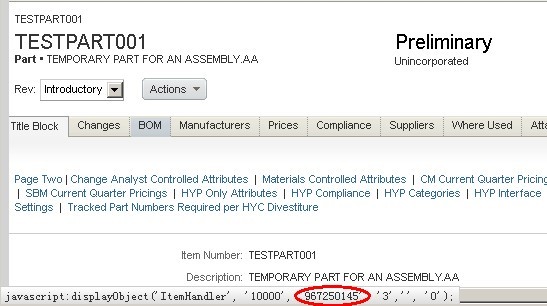 TESTPART001
TESTPART001
Part • TEMPORARY PART FOR AN ASSEMBLY.AA
Preliminary
Unincorporated
Rev: Introductory Actions
Title Block Changes BOM Manufacturers Prices Compliance Suppliers Where Used Atta
Page Two | Change Analyst Controlled Attributes | Materials Controlled Attributes | CM Current Quarter Pricing
| SBM Current Quarter Pricings | HYP Only Attributes | HYP Compliance | HYP Categories | HYP Interface
Settings | Tracked Part Numbers Required per HYC Divestiture
Item Number: TESTPART001
Description: TEMPORARY PART FOR AN ASSEMBLY.AA
javascript:displayObject('ItemHandler', '10000', '967250145' '3','', '0');